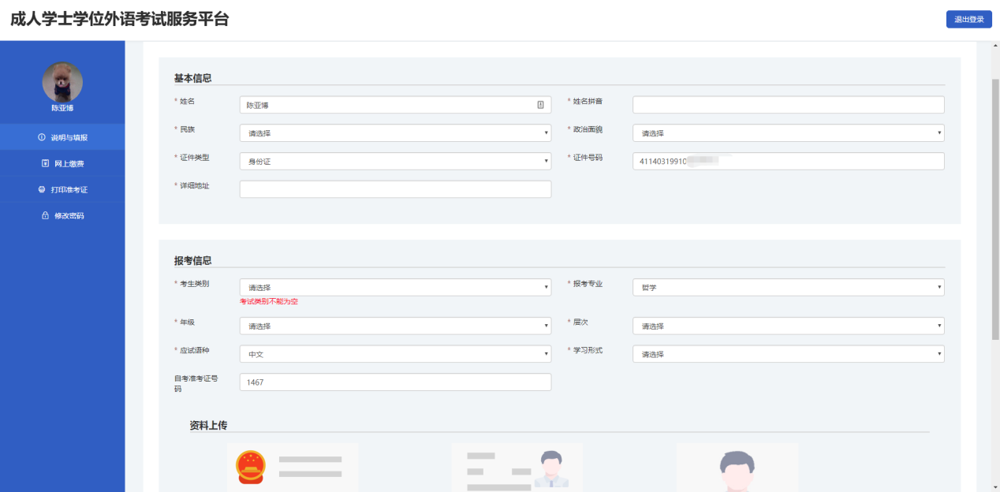 成人学士学位外语考试服务平台
退出登录
陈亚博
说明与填报
网上缴费
打印准考证
修改密码
基本信息
* 姓名 陈亚博 * 姓名拼音
* 民族 请选择 * 政治面貌 请选择
* 证件类型 身份证 * 证件号码 41140319910
* 详细地址
报考信息
* 考生类别 请选择 * 报考专业 哲学
考试类别不能为空
* 年级 请选择 * 层次 请选择
* 应试语种 中文 * 学习形式 请选择
自考准考证号
码 1467
资料上传